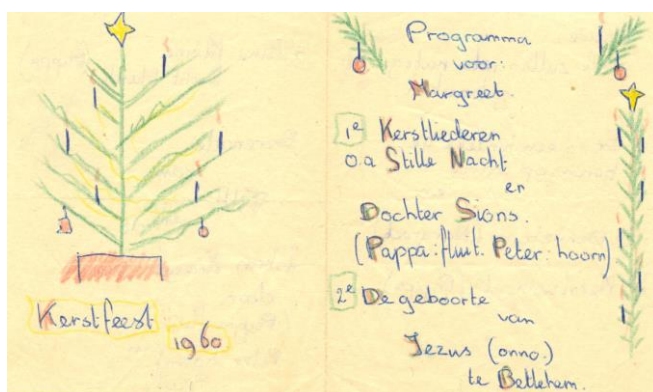 Kerstfeest
1960
Programma
voor:
Margreet.
1e Kerstliederen
o.a Stille Nacht
en
Dochter Sions.
(Pappa: fluit. Peter: hoorn)
2e De geboorte
van
Jezus (onno.)
te Betlehem.